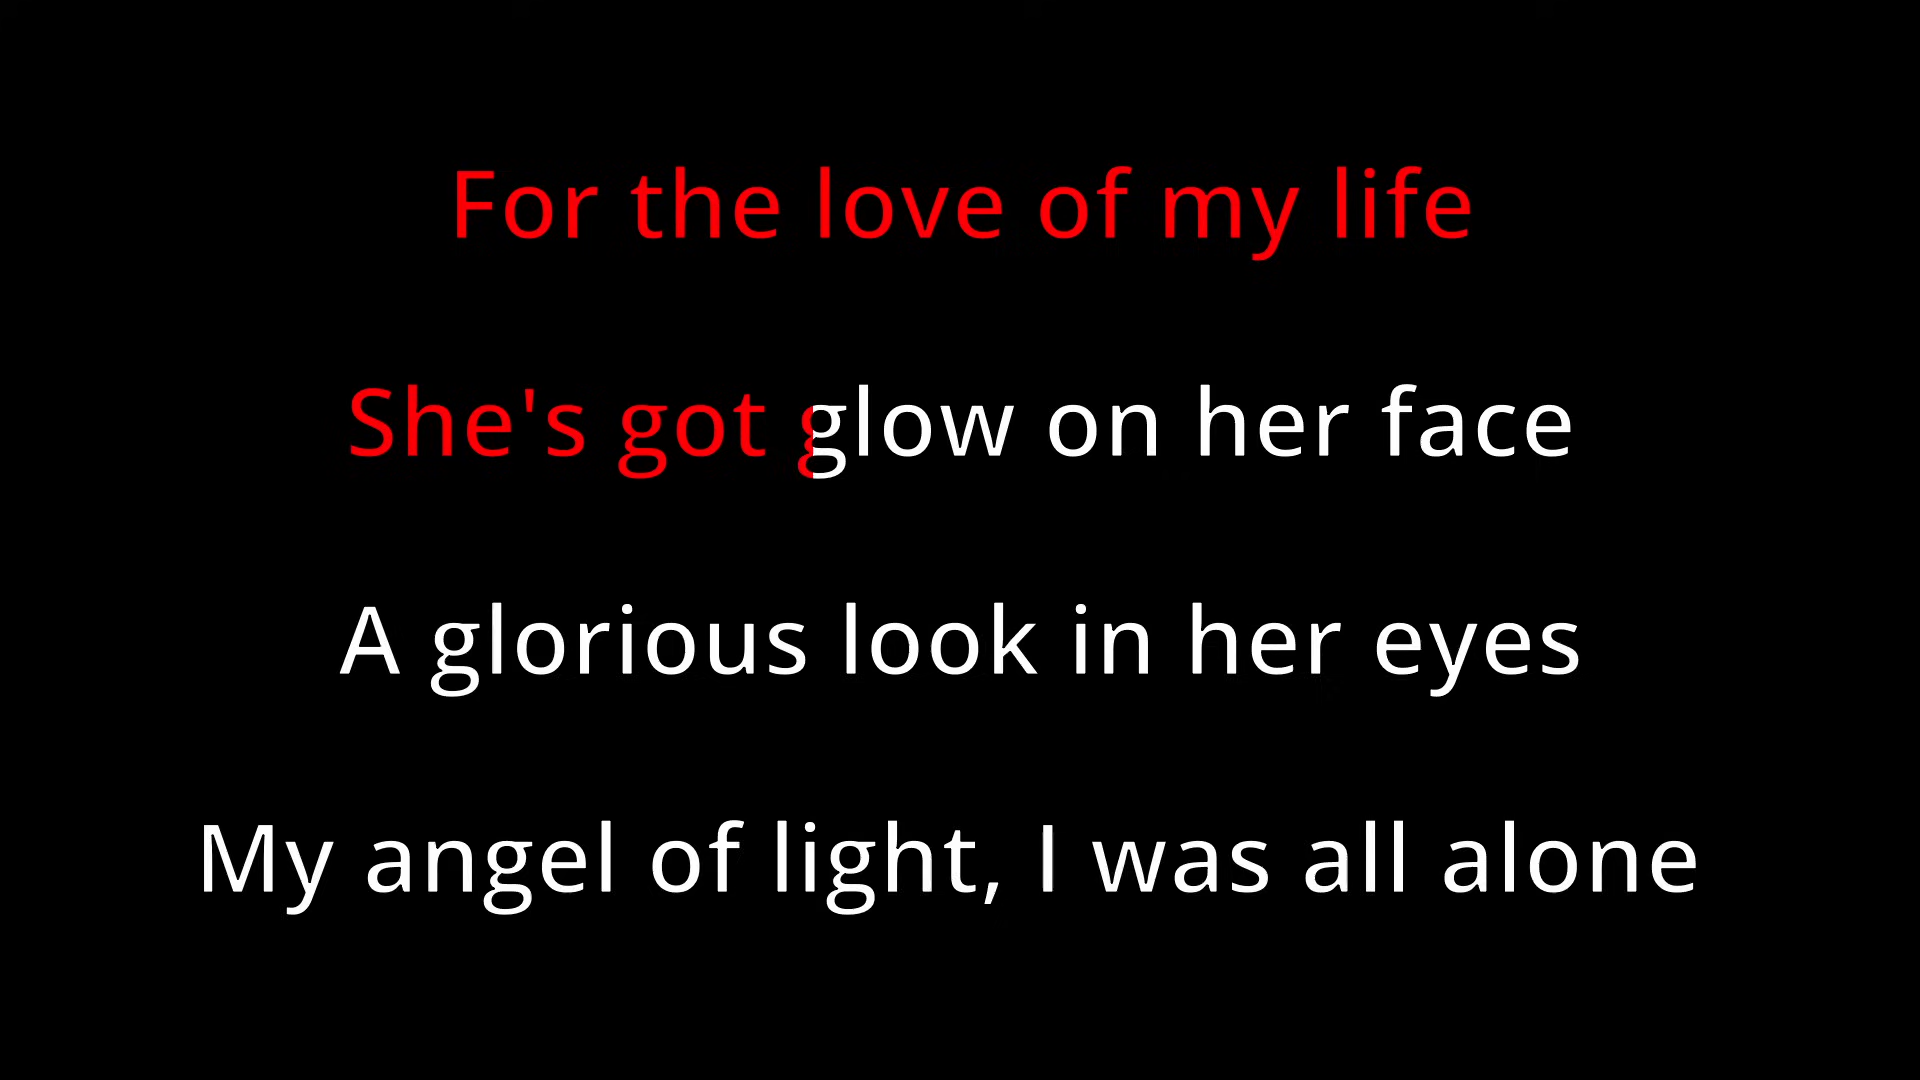 For the love of my life
She's got glow on her face
A glorious look in her eyes
My angel of light, I was all alone